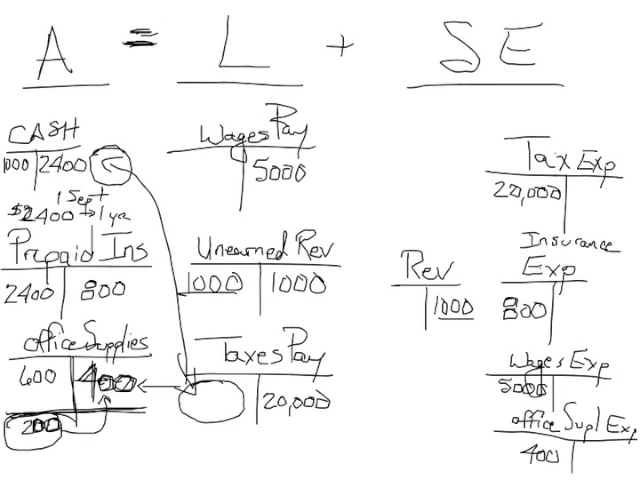 A = L + SE
CASH
1000 2400
1 Sept
$2400 → 1 ya
Prepaid Ins
2400 800
office Supplies
600 400
200
Wages Pay
5000
Unearned Rev
1000 1000
Taxes Pay
20,000
Rev
1000
Tax Exp
20,000
Insurance
Exp
800
Wages Exp
5000
office Supl Exp
400